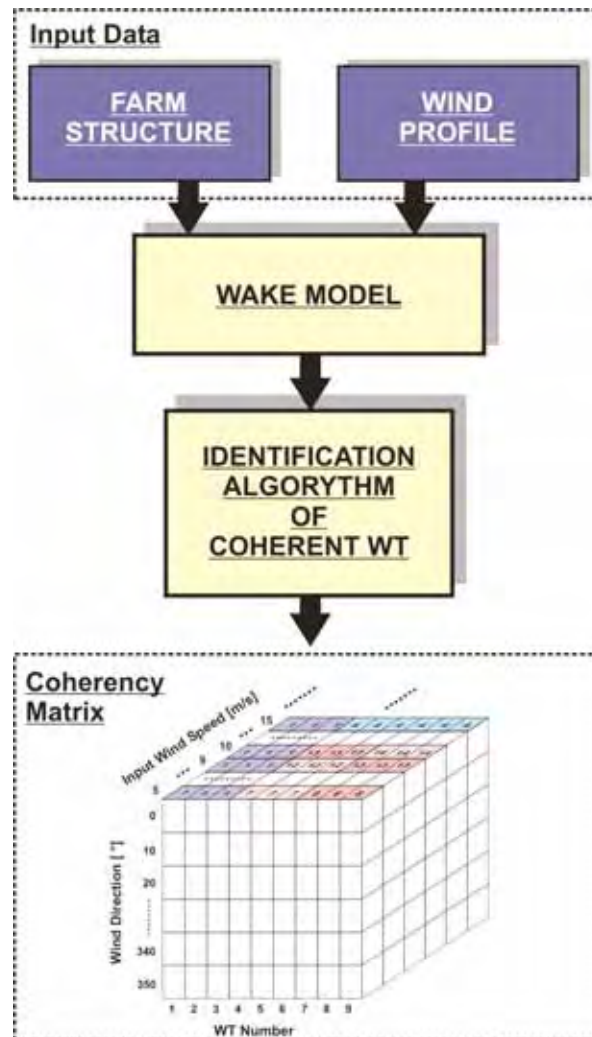 Input Data
FARM
STRUCTURE
WIND
PROFILE
WAKE MODEL
IDENTIFICATION
ALGORYTHM
OF
COHERENT WT
Coherency
Matrix
Input Wind Speed [m/s]
5 ... 9 10 ... 15
Wind Direction [ °]
0
10
20
340
350
1 2 3 4 5 6 7 8 9
WT Number